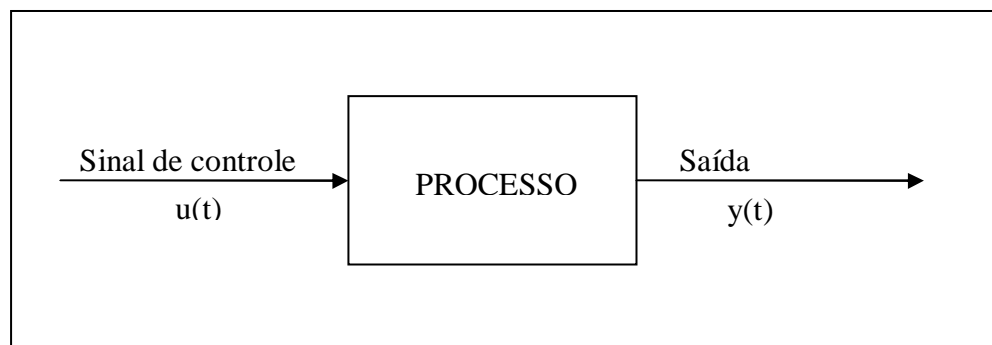 Sinal de controle
u(t)
PROCESSO
Saída
y(t)